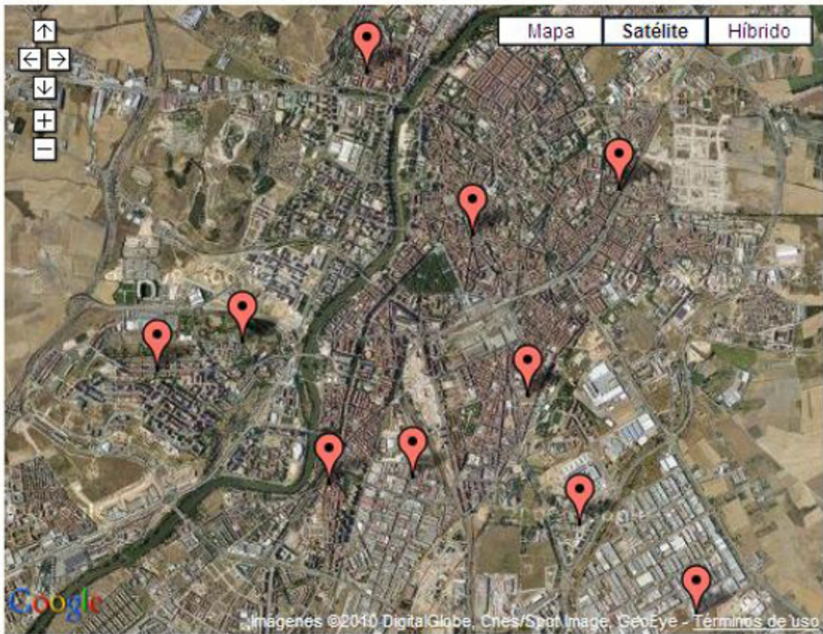 Mapa
Satélite
Híbrido
Google
Imágenes ©2010 DigitalGlobe, Cnes/Spot Image, GeoEye - Términos de uso